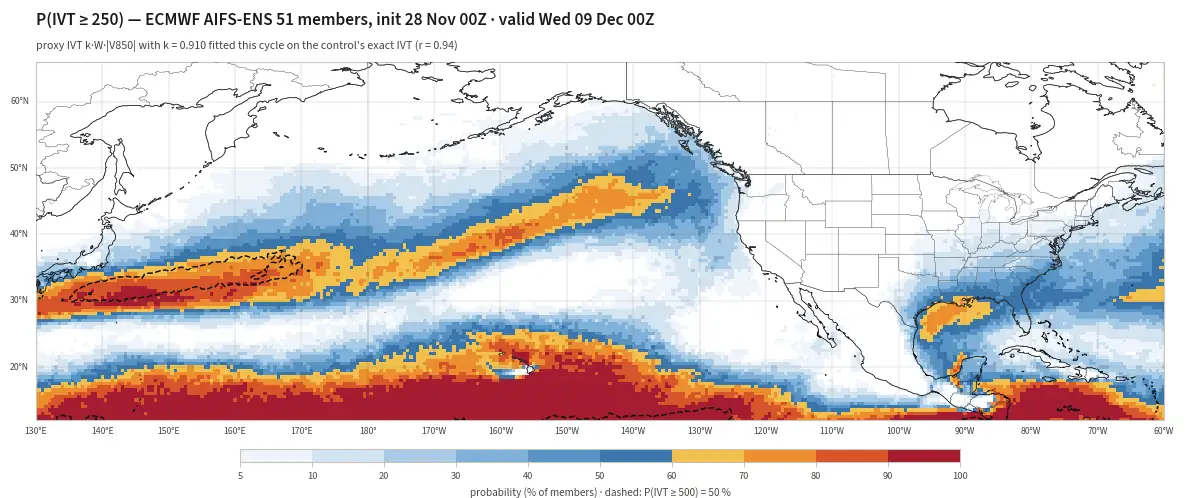 P(IVT ≥ 250) — ECMWF AIFS-ENS 51 members, init 28 Nov 00Z · valid Wed 09 Dec 00Z
proxy IVT k·W·|V850| with k = 0.910 fitted this cycle on the control's exact IVT (r = 0.94)
60°N
50°N
40°N
30°N
20°N
130°E 140°E 150°E 160°E 170°E 180° 170°W 160°W 150°W 140°W 130°W 120°W 110°W 100°W 90°W 80°W 70°W 60°W
5 10 20 30 40 50 60 70 80 90 100
probability (% of members) · dashed: P(IVT ≥ 500) = 50 %